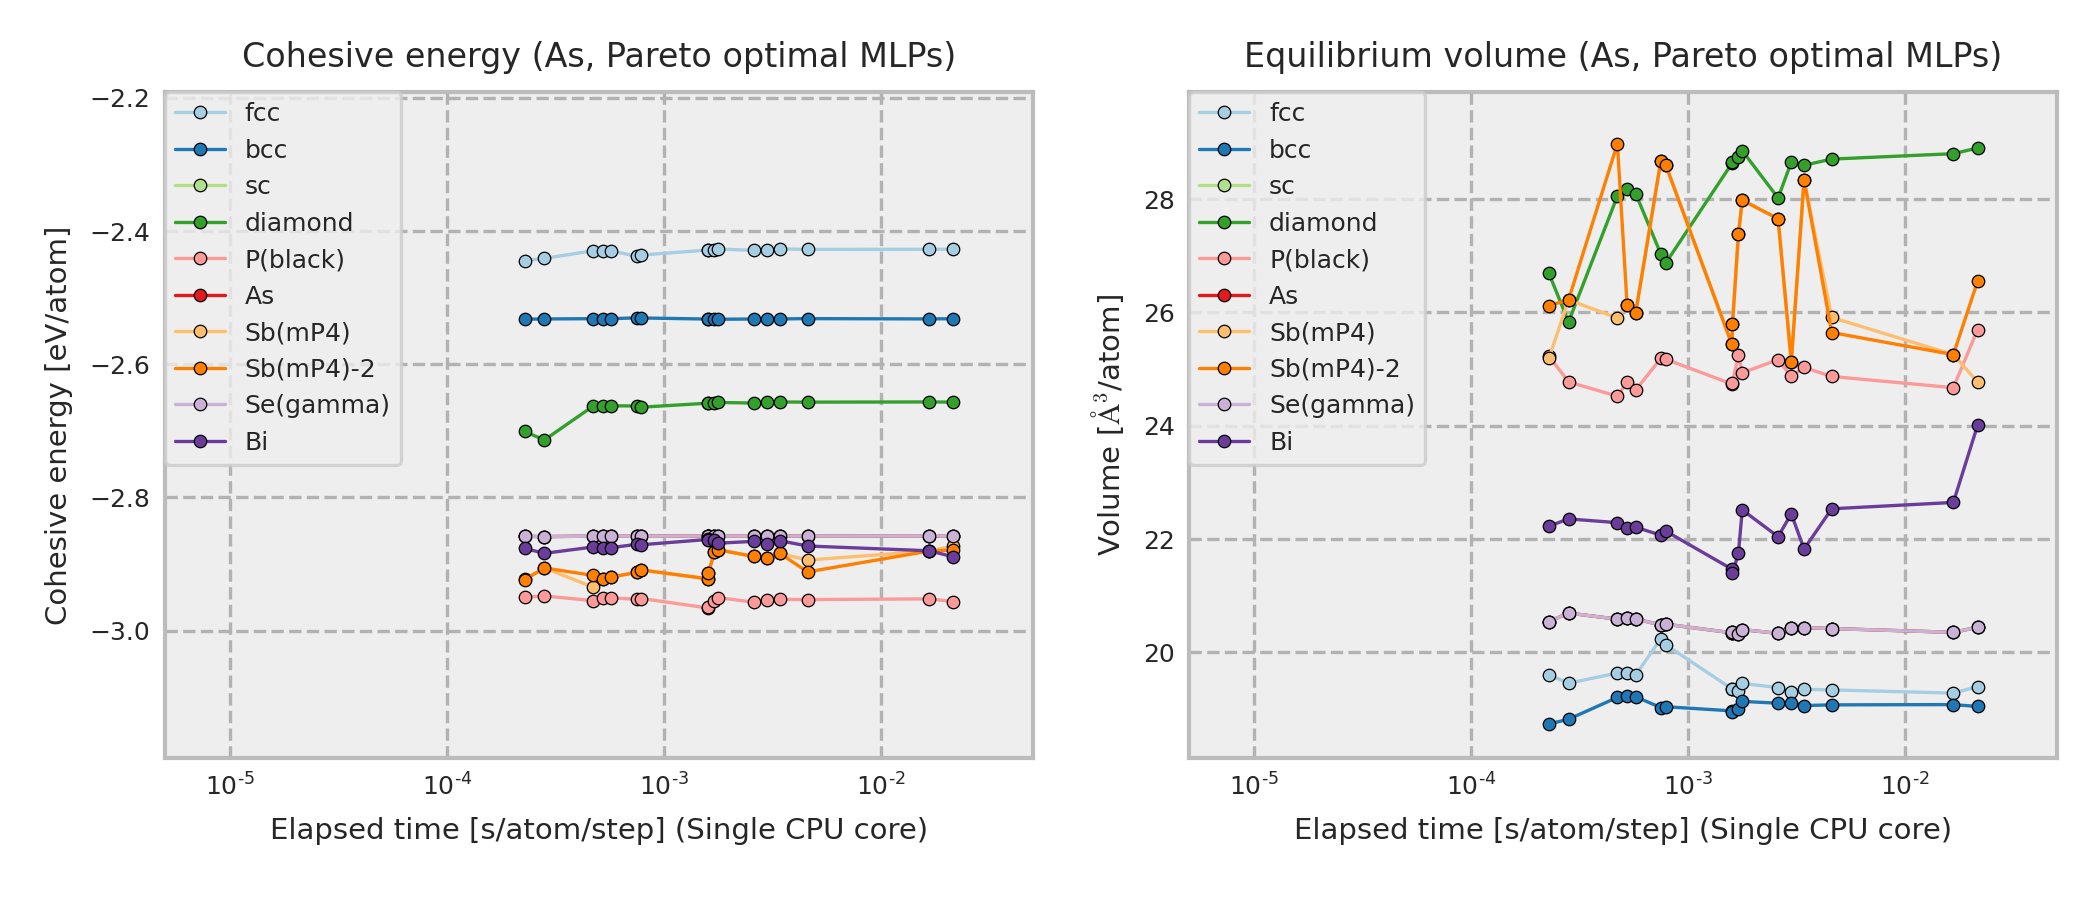 Cohesive energy (As, Pareto optimal MLPs)
−2.2
−2.4
−2.6
−2.8
−3.0
Cohesive energy [eV/atom]
fcc
bcc
sc
diamond
P(black)
As
Sb(mP4)
Sb(mP4)-2
Se(gamma)
Bi
10⁻⁵ 10⁻⁴ 10⁻³ 10⁻²
Elapsed time [s/atom/step] (Single CPU core)
Equilibrium volume (As, Pareto optimal MLPs)
28
26
24
22
20
Volume [Å³/atom]
fcc
bcc
sc
diamond
P(black)
As
Sb(mP4)
Sb(mP4)-2
Se(gamma)
Bi
10⁻⁵ 10⁻⁴ 10⁻³ 10⁻²
Elapsed time [s/atom/step] (Single CPU core)